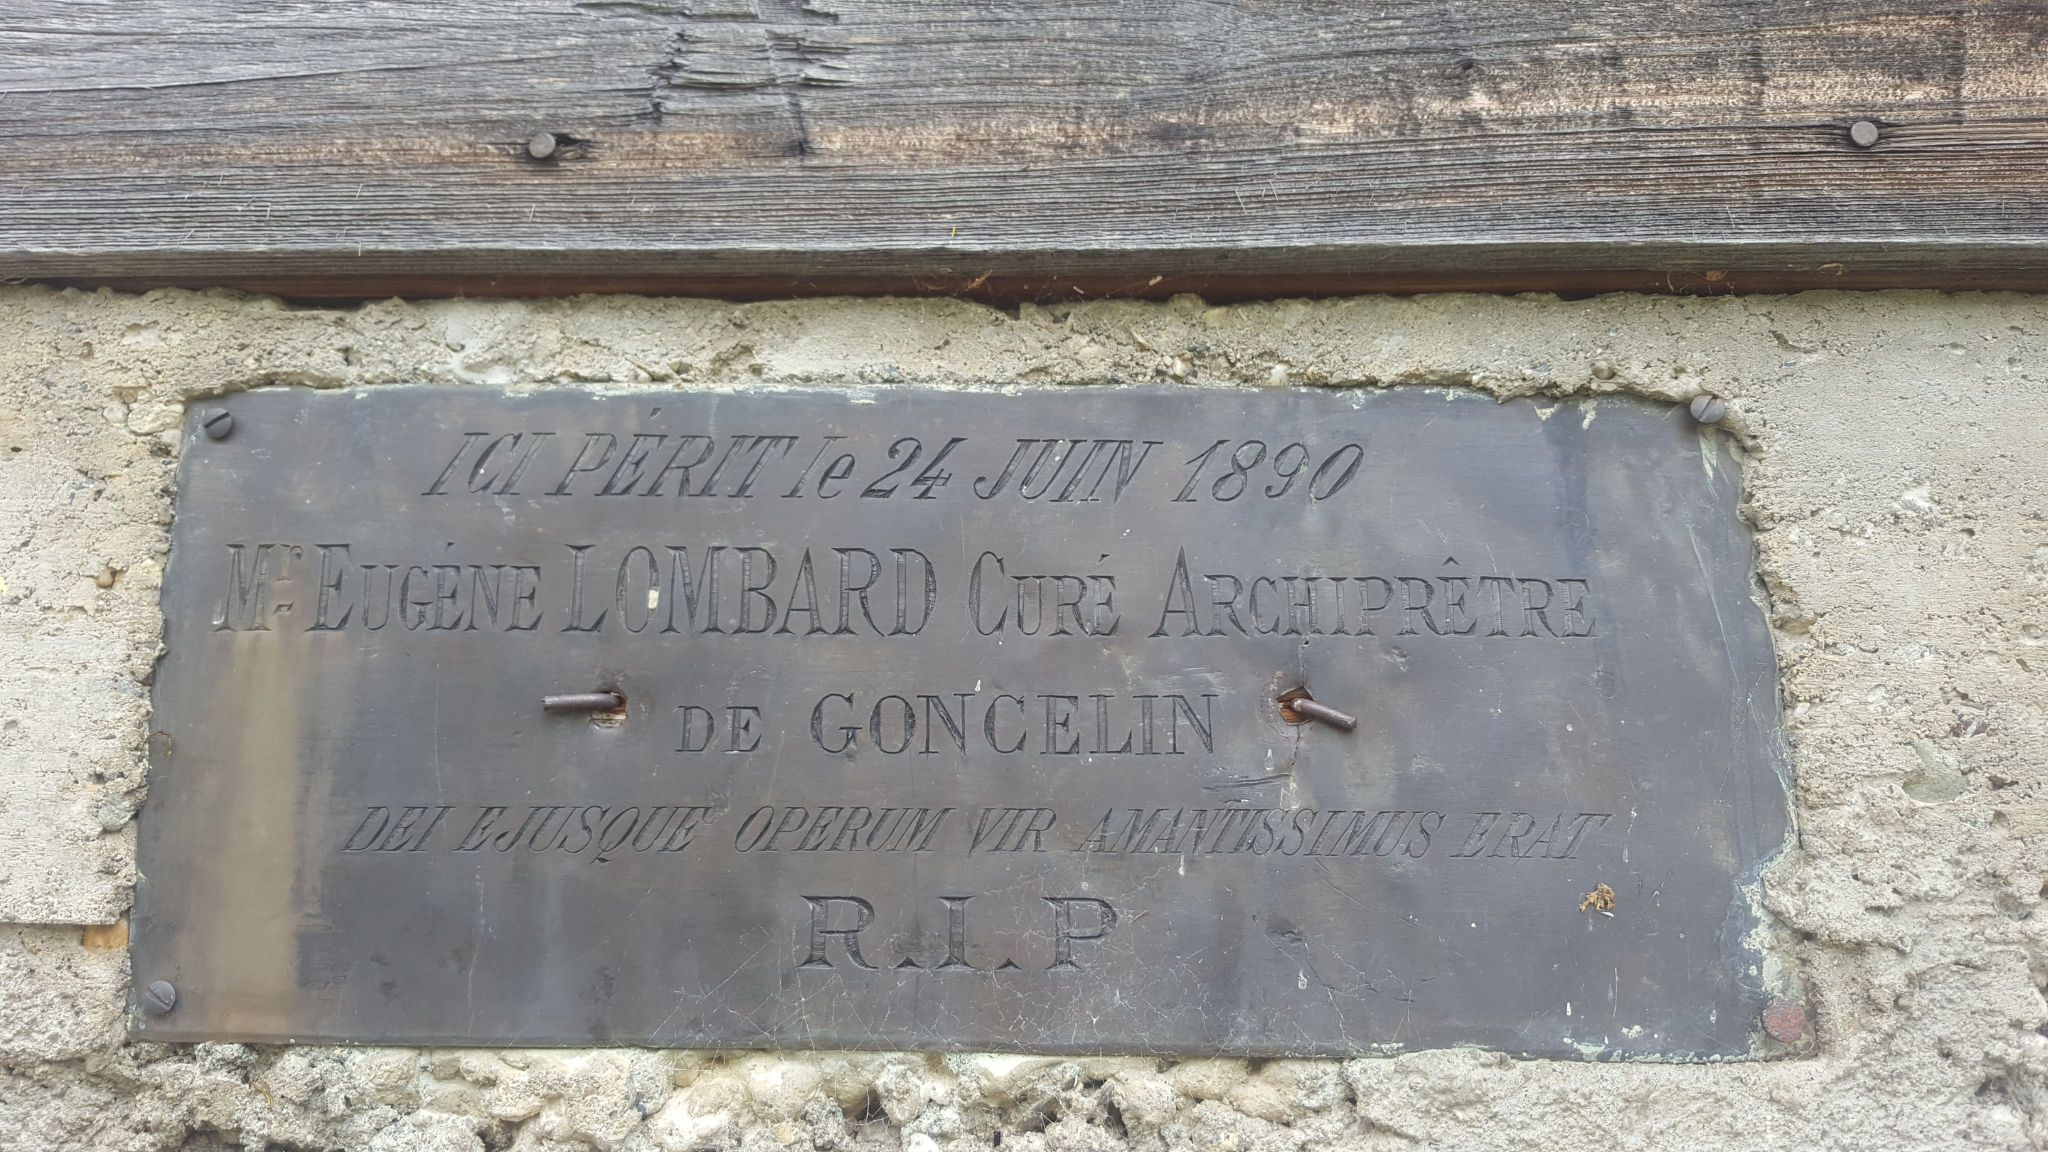 ICI PÉRIT le 24 JUIN 1890
Mr. EUGÉNE LOMBARD CURÉ ARCHIPRÊTRE
DE GONCELIN
DEI EJUSQUE OPERUM VIR AMANTISSIMUS ERAT
R.I.P